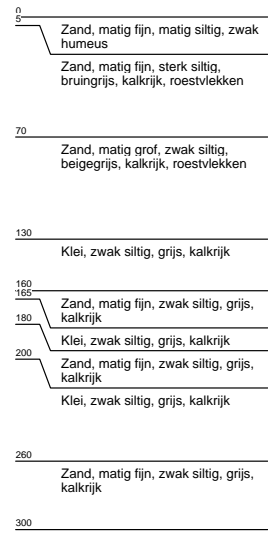 0
5
Zand, matig fijn, matig siltig, zwak
humeus
Zand, matig fijn, sterk siltig,
bruingrijs, kalkrijk, roestvlekken
70
Zand, matig grof, zwak siltig,
beigegrijs, kalkrijk, roestvlekken
130
Klei, zwak siltig, grijs, kalkrijk
160
165
Zand, matig fijn, zwak siltig, grijs,
kalkrijk
180
Klei, zwak siltig, grijs, kalkrijk
200
Zand, matig fijn, zwak siltig, grijs,
kalkrijk
Klei, zwak siltig, grijs, kalkrijk
260
Zand, matig fijn, zwak siltig, grijs,
kalkrijk
300